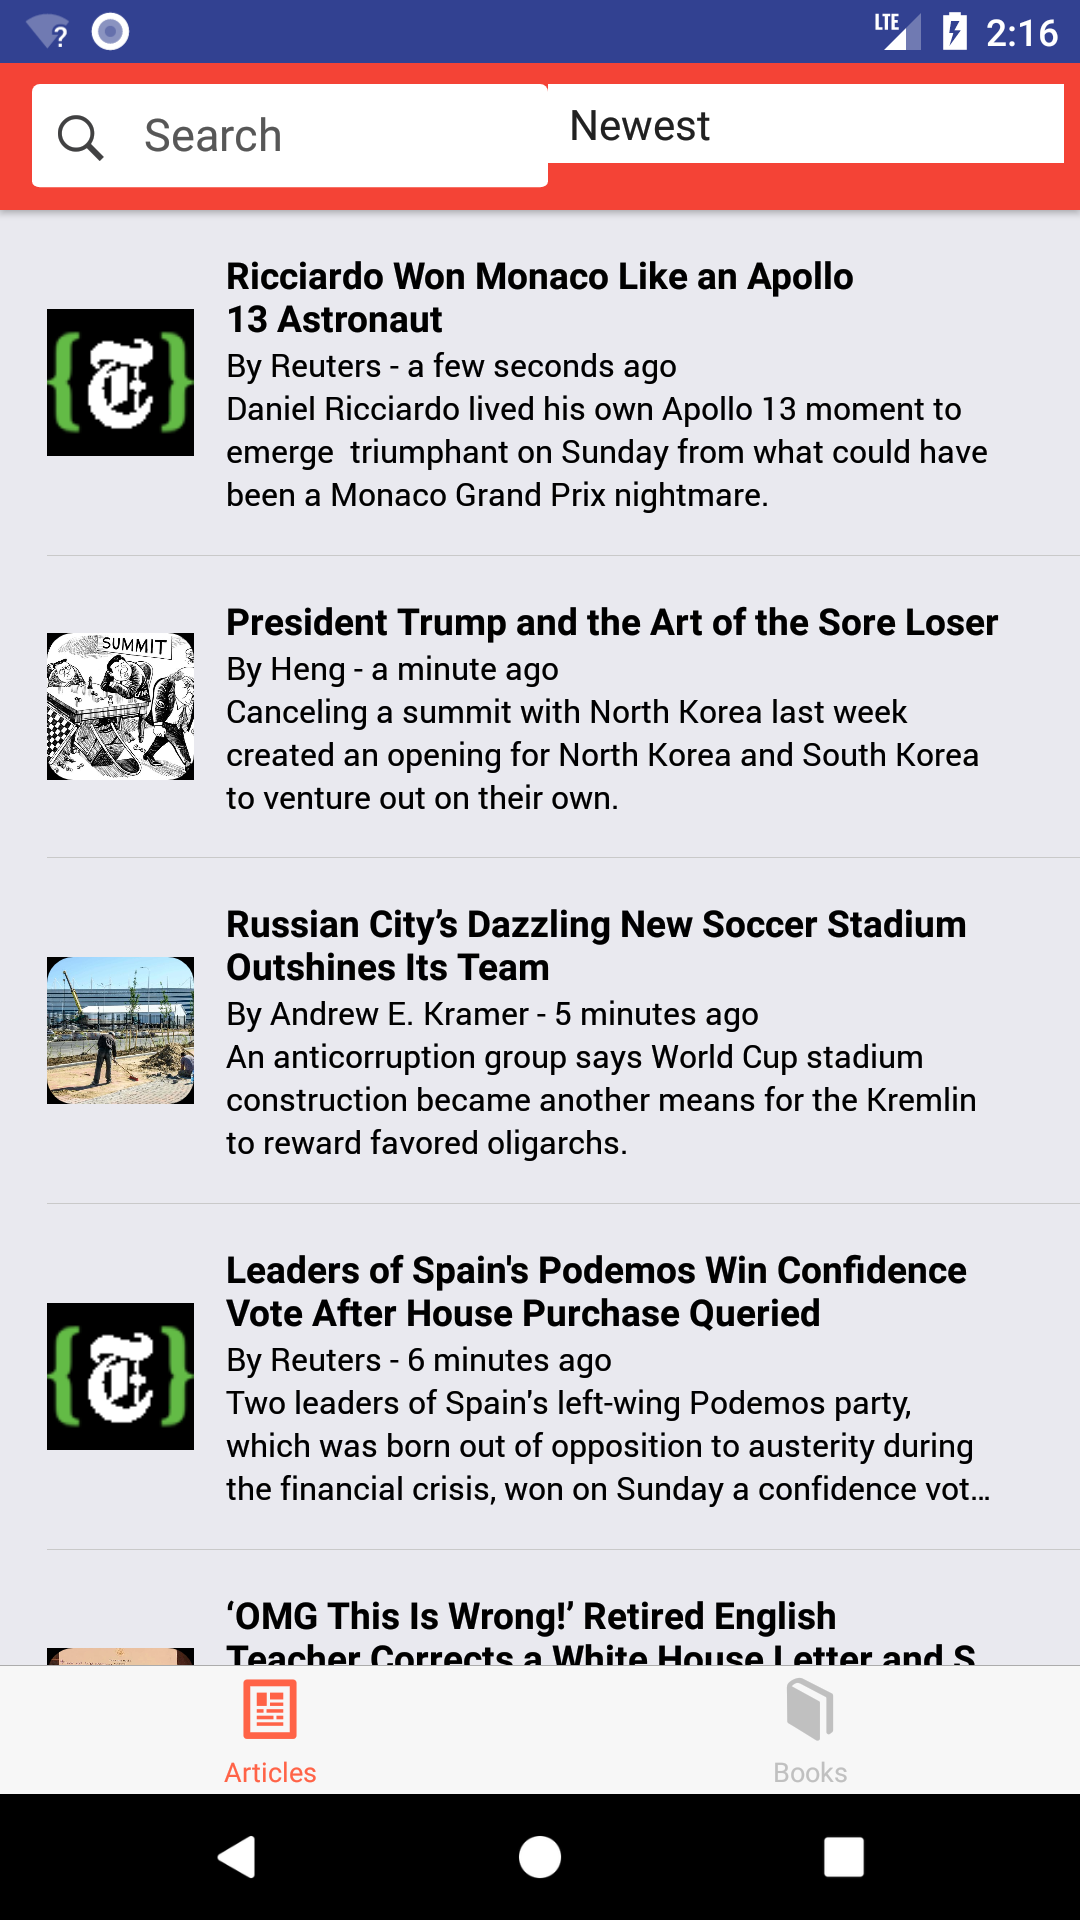 LTE 2:16
Search
Newest
Ricciardo Won Monaco Like an Apollo
13 Astronaut
By Reuters - a few seconds ago
Daniel Ricciardo lived his own Apollo 13 moment to
emerge  triumphant on Sunday from what could have
been a Monaco Grand Prix nightmare.
SUMMIT
President Trump and the Art of the Sore Loser
By Heng - a minute ago
Canceling a summit with North Korea last week
created an opening for North Korea and South Korea
to venture out on their own.
Russian City’s Dazzling New Soccer Stadium
Outshines Its Team
By Andrew E. Kramer - 5 minutes ago
An anticorruption group says World Cup stadium
construction became another means for the Kremlin
to reward favored oligarchs.
Leaders of Spain's Podemos Win Confidence
Vote After House Purchase Queried
By Reuters - 6 minutes ago
Two leaders of Spain's left-wing Podemos party,
which was born out of opposition to austerity during
the financial crisis, won on Sunday a confidence vot…
‘OMG This Is Wrong!’ Retired English
Teacher Corrects a White House Letter and S
Articles
Books